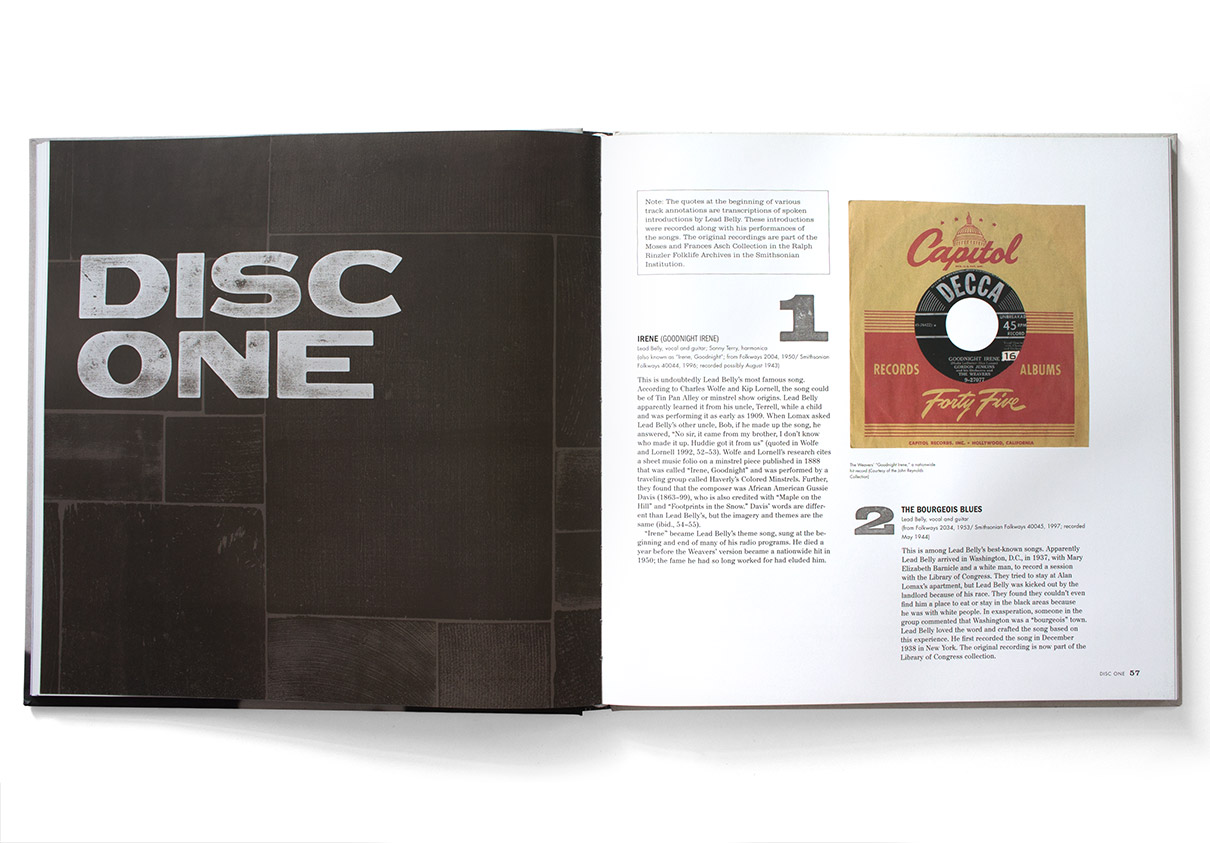 DISC
ONE
Note: The quotes at the beginning of various
track annotations are transcriptions of spoken
introductions by Lead Belly. These introductions
were recorded along with his performances of
the songs. The original recordings are part of the
Moses and Frances Asch Collection in the Ralph
Rinzler Folklife Archives in the Smithsonian
Institution.
1
IRENE (GOODNIGHT IRENE)
Lead Belly, vocal and guitar; Sonny Terry, harmonica
(also known as "Irene, Goodnight"; from Folkways 2004, 1950/ Smithsonian
Folkways 40044, 1996; recorded possibly August 1943)
This is undoubtedly Lead Belly's most famous song.
According to Charles Wolfe and Kip Lornell, the song could
be of Tin Pan Alley or minstrel show origins. Lead Belly
apparently learned it from his uncle, Terrell, while a child
and was performing it as early as 1909. When Lomax asked
Lead Belly's other uncle, Bob, if he made up the song, he
answered, "No sir, it came from my brother, I don't know
who made it up. Huddie got it from us" (quoted in Wolfe
and Lornell 1992, 52–53). Wolfe and Lornell's research cites
a sheet music folio on a minstrel piece published in 1888
that was called "Irene, Goodnight" and was performed by a
traveling group called Haverly's Colored Minstrels. Further,
they found that the composer was African American Gussie
Davis (1863–99), who is also credited with "Maple on the
Hill" and "Footprints in the Snow." Davis' words are differ-
ent than Lead Belly's, but the imagery and themes are the
same (ibid., 54–55).
"Irene" became Lead Belly's theme song, sung at the be-
ginning and end of many of his radio programs. He died a
year before the Weavers' version became a nationwide hit in
1950; the fame he had so long worked for had eluded him.
Capitol
DECCA
45 RPM
RECORD
GOODNIGHT IRENE
16
GORDON JENKINS
THE WEAVERS
9-27077
RECORDS
ALBUMS
Forty Five
CAPITOL RECORDS, INC. • HOLLYWOOD, CALIFORNIA
The Weavers' "Goodnight Irene," a nationwide
hit record (Courtesy of the John Reynolds
Collection)
2
THE BOURGEOIS BLUES
Lead Belly, vocal and guitar
(from Folkways 2034, 1953/ Smithsonian Folkways 40045, 1997; recorded
May 1944)
This is among Lead Belly's best-known songs. Apparently
Lead Belly arrived in Washington, D.C., in 1937, with Mary
Elizabeth Barnicle and a white man, to record a session
with the Library of Congress. They tried to stay at Alan
Lomax's apartment, but Lead Belly was kicked out by the
landlord because of his race. They found they couldn't even
find him a place to eat or stay in the black areas because
he was with white people. In exasperation, someone in the
group commented that Washington was a "bourgeois" town.
Lead Belly loved the word and crafted the song based on
this experience. He first recorded the song in December
1938 in New York. The original recording is now part of the
Library of Congress collection.
DISC ONE 57